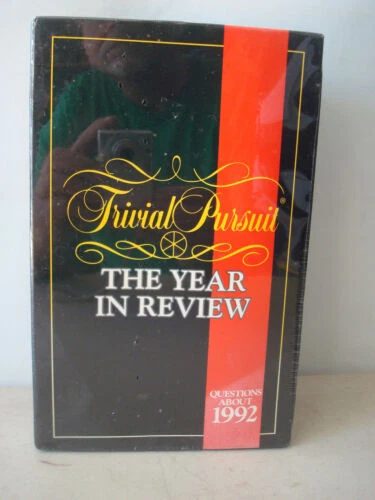 Trivial Pursuit®
THE YEAR
IN REVIEW
QUESTIONS
ABOUT
1992